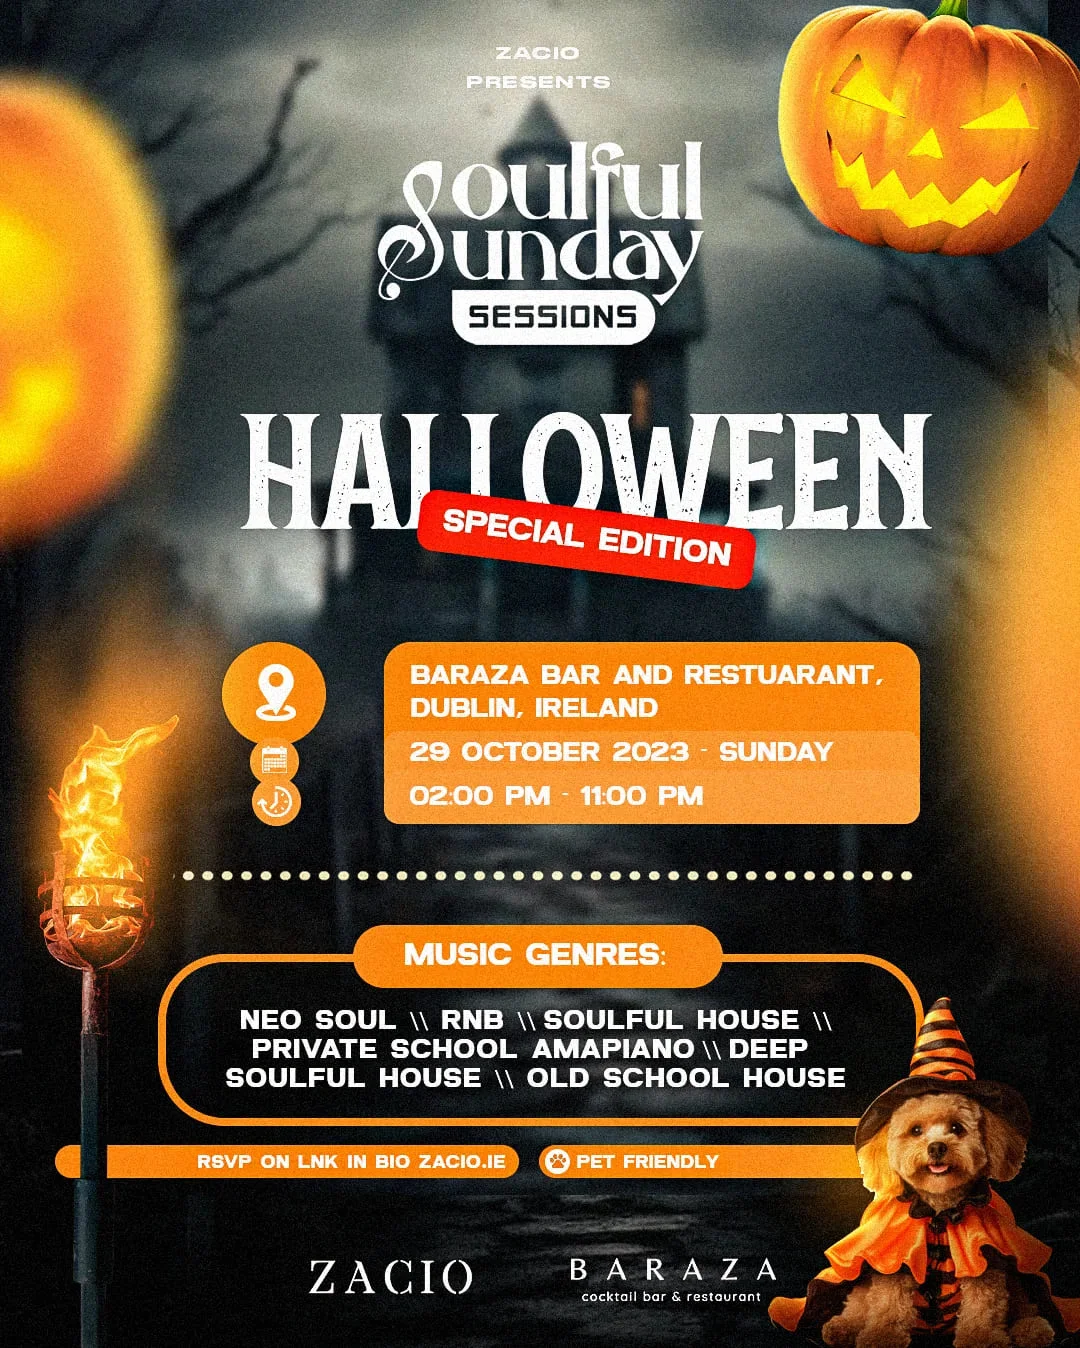 ZACIO
PRESENTS
Soulful
Sunday
SESSIONS
HALLOWEEN
SPECIAL EDITION
BARAZA BAR AND RESTUARANT,
DUBLIN, IRELAND
29 OCTOBER 2023 - SUNDAY
02:00 PM - 11:00 PM
MUSIC GENRES:
NEO SOUL \\ RNB \\ SOULFUL HOUSE \\
PRIVATE SCHOOL AMAPIANO \\ DEEP
SOULFUL HOUSE \\ OLD SCHOOL HOUSE
RSVP ON LNK IN BIO ZACIO.IE
PET FRIENDLY
ZACIO
BARAZA
cocktail bar & restaurant